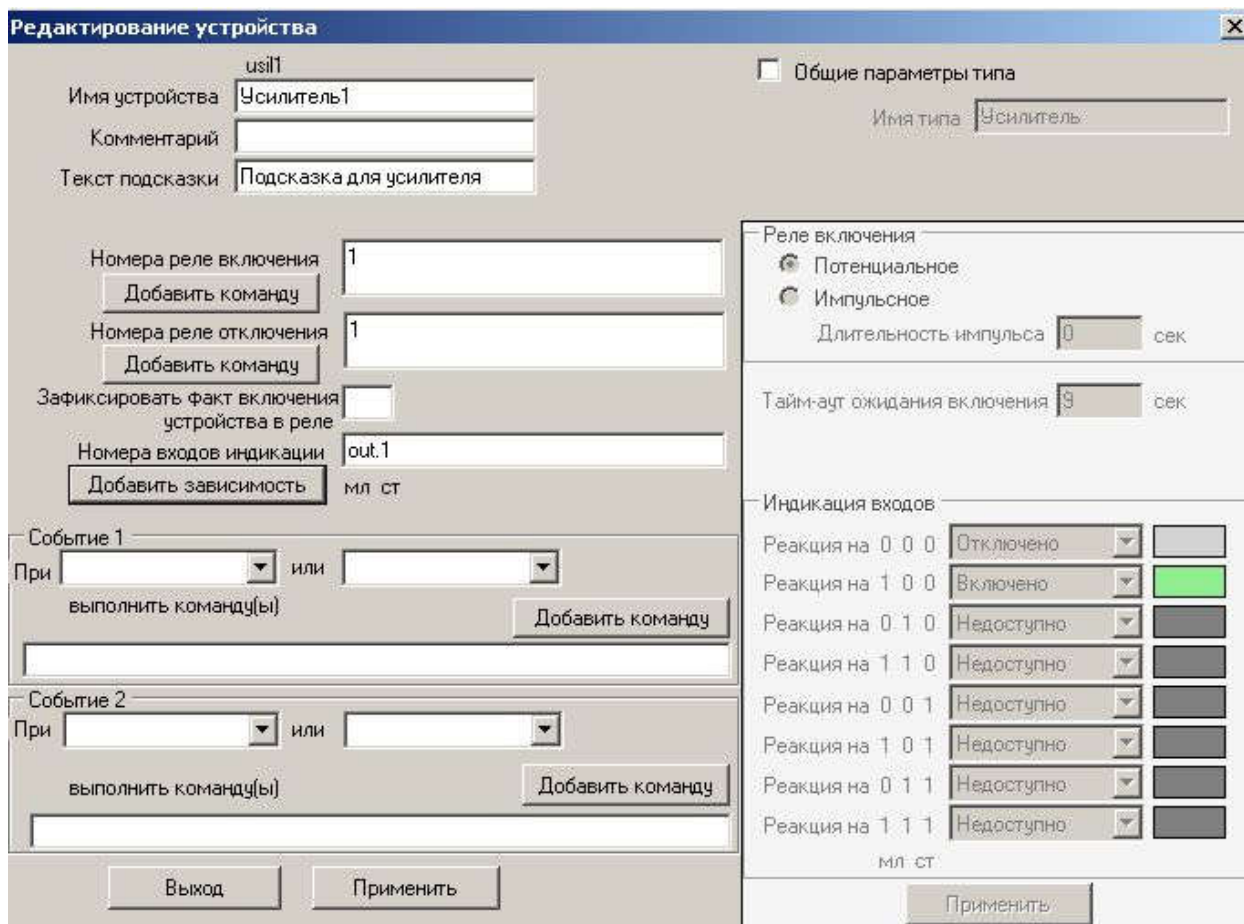 Редактирование устройства
usil1
Имя устройства Усилитель1
Комментарий
Текст подсказки Подсказка для усилителя
Номера реле включения 1
Добавить команду
Номера реле отключения 1
Добавить команду
Зафиксировать факт включения
устройства в реле
Номера входов индикации out.1
Добавить зависимость мл ст
Событие 1
При или
выполнить команду(ы) Добавить команду
Событие 2
При или
выполнить команду(ы) Добавить команду
Выход Применить
Общие параметры типа
Имя типа Усилитель
Реле включения
Потенциальное
Импульсное
Длительность импульса 0 сек
Тайм-аут ожидания включения 9 сек
Индикация входов
Реакция на 0 0 0 Отключено
Реакция на 1 0 0 Включено
Реакция на 0 1 0 Недоступно
Реакция на 1 1 0 Недоступно
Реакция на 0 0 1 Недоступно
Реакция на 1 0 1 Недоступно
Реакция на 0 1 1 Недоступно
Реакция на 1 1 1 Недоступно
мл ст
Применить